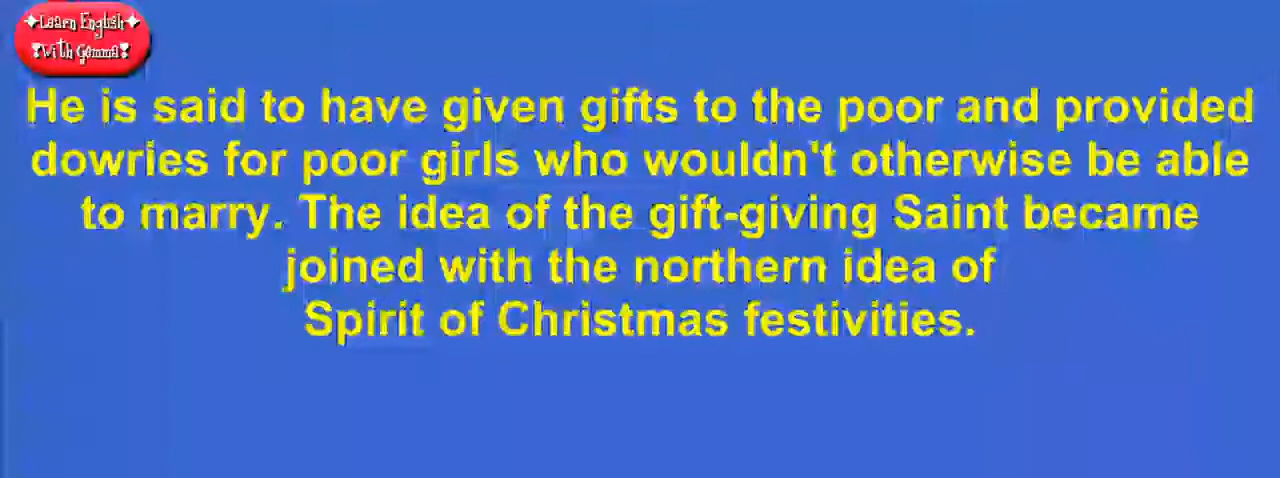 Learn English
With Gemma
He is said to have given gifts to the poor and provided
dowries for poor girls who wouldn't otherwise be able
to marry. The idea of the gift-giving Saint became
joined with the northern idea of
Spirit of Christmas festivities.